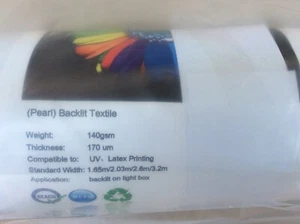 (Pearl) Backlit Textile
Weight: 140gsm
Thickness: 170 um
Compatible to: UV、Latex Printing
Standard Width: 1.65m/2.03m/2.6m/3.2m
Application: backlit on light box